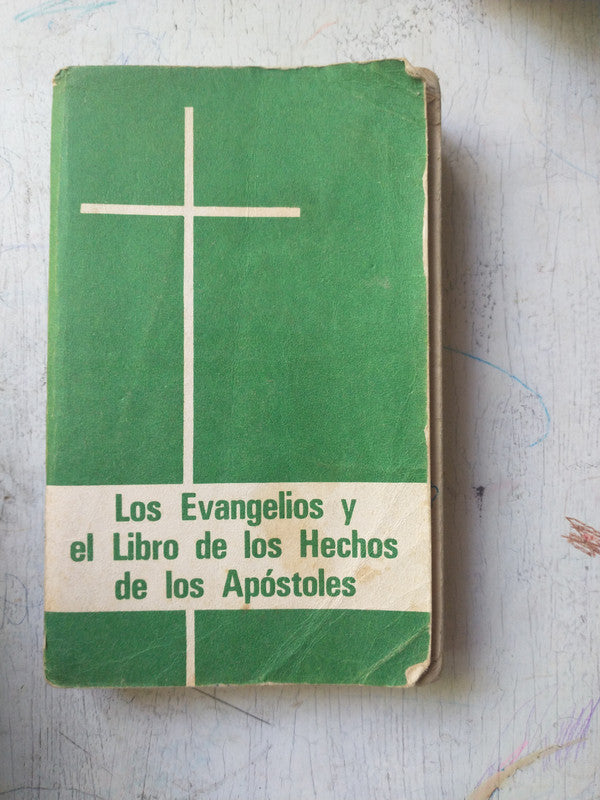 Los Evangelios y
el Libro de los Hechos
de los Apóstoles